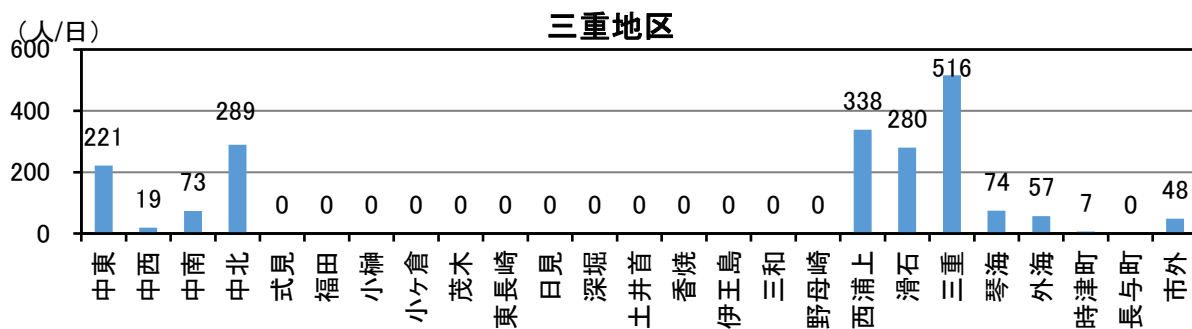 三重地区
（人/日）
600
400
200
0
221
19
73
289
0
0
0
0
0
0
0
0
0
0
0
0
0
338
280
516
74
57
7
0
48
中東
中西
中南
中北
式見
福田
小榊
小ケ倉
茂木
東長崎
日見
深堀
土井首
香焼
伊王島
三和
野母崎
西浦上
滑石
三重
琴海
外海
時津町
長与町
市外